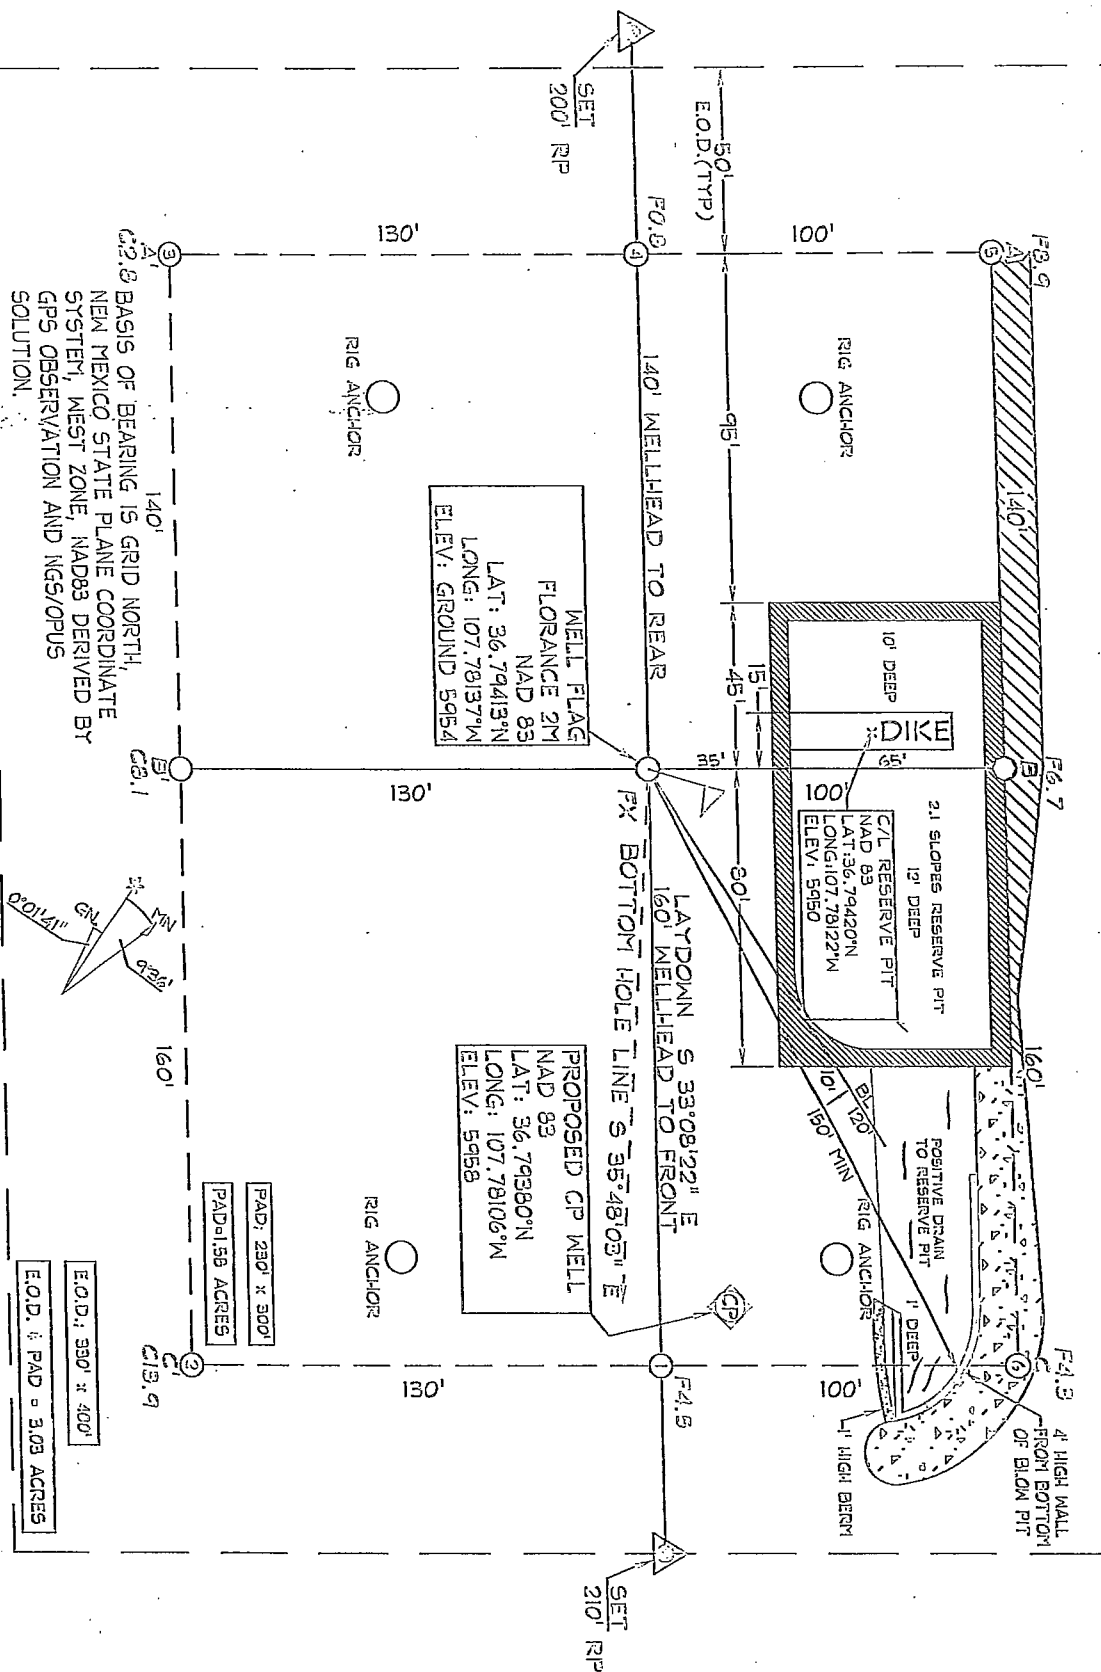 SET
200' RP
50'
E.O.D.(TYP)
F0.8
4
130'
100'
F8.9
A
5
3
A'
C2.8
RIG ANCHOR
RIG ANCHOR
95'
140'
140' WELLHEAD TO REAR
WELL FLAG
FLORANCE 2M
NAD 83
LAT: 36.79413°N
LONG: 107.78137°W
ELEV: GROUND 5954
BASIS OF BEARING IS GRID NORTH,
NEW MEXICO STATE PLANE COORDINATE
SYSTEM, WEST ZONE, NAD83 DERIVED BY
GPS OBSERVATION AND NGS/OPUS
SOLUTION.
140'
10' DEEP
DIKE
15'
45'
35'
65'
100'
B
F6.7
130'
B'
C8.1
2:1 SLOPES RESERVE PIT
12' DEEP
C/L RESERVE PIT
NAD 83
LAT:36.79420°N
LONG:107.78122°W
ELEV: 5950
80'
LAYDOWN S 33°08'22" E
160' WELLHEAD TO FRONT
PX BOTTOM HOLE LINE S 35°48'03" E
160'
10'
BL
120'
150' MIN
POSITIVE DRAIN
TO RESERVE PIT
RIG ANCHOR
1' DEEP
PROPOSED CP WELL
NAD 83
LAT: 36.79380°N
LONG: 107.78106°W
ELEV: 5958
CP
RIG ANCHOR
MN
GN
9°36'
0°01'41"
160'
PAD: 230' x 300'
PAD=1.58 ACRES
E.O.D.: 330' x 400'
E.O.D. & PAD = 3.03 ACRES
F4.3
C
6
100'
1
F4.5
130'
2
C'
C13.9
4' HIGH WALL
FROM BOTTOM
OF BLOW PIT
1' HIGH BERM
SET
210' RP